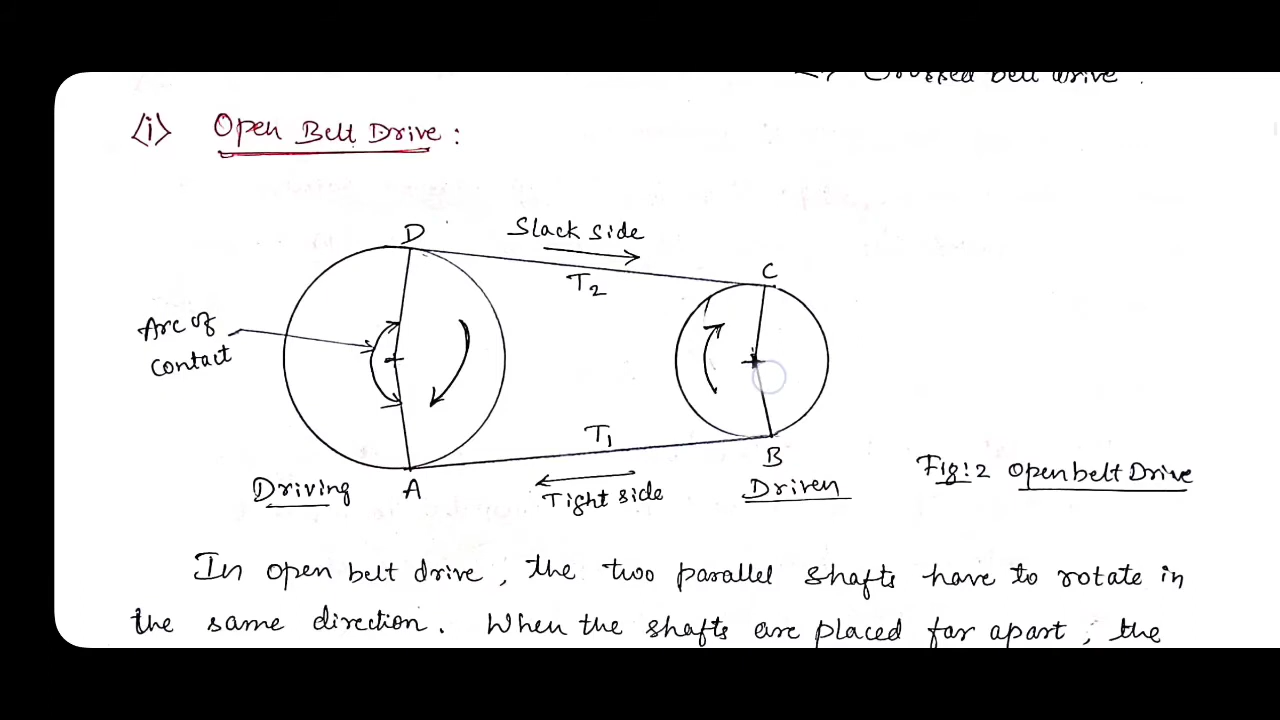 Crossed belt drive.
<i> Open Belt Drive:
D
Slack side
T2
C
Arc of
contact
T1
B
Driving
A
Tight side
Driven
Fig:2 Open belt Drive
In open belt drive, the two parallel shafts have to rotate in
the same direction. When the shafts are placed far apart, the